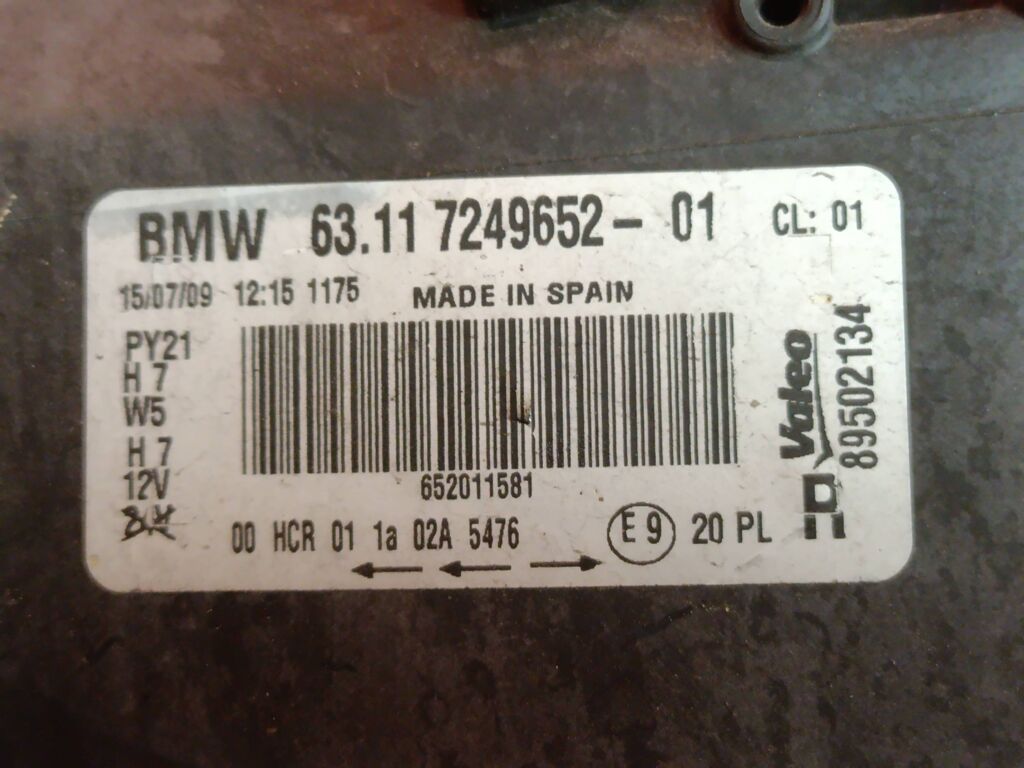 BMW 63.11 7249652- 01 CL: 01
15/07/09 12:15 1175 MADE IN SPAIN
PY21
H 7
W5
H 7
12V
652011581
00 HCR 01 1a 02A 5476 E 9 20 PL
Valeo
89502134
R